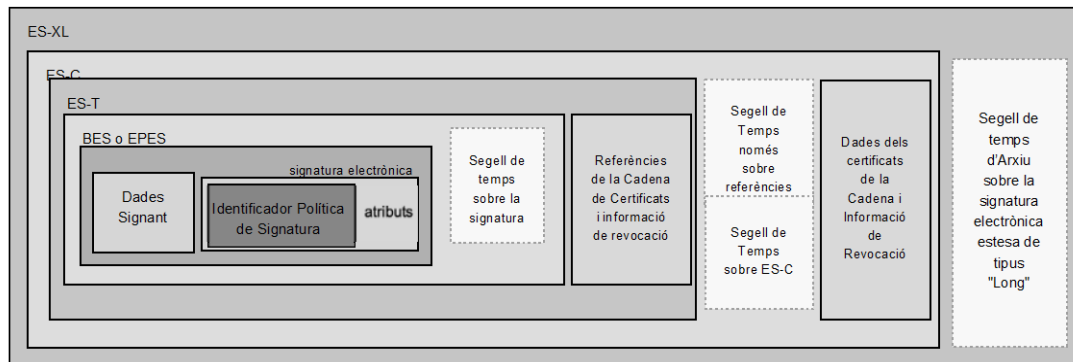 ES-XL
ES-C
ES-T
BES o EPES
signatura electrònica
Dades
Signant
Identificador Política
de Signatura
atributs
Segell de
temps
sobre la
signatura
Referències
de la Cadena
de Certificats
i informació
de revocació
Segell de
Temps
només
sobre
referències
Segell de
Temps
sobre ES-C
Dades dels
certificats
de la
Cadena i
Informació
de
Revocació
Segell de
temps
d'Arxiu
sobre la
signatura
electrònica
estesa de
tipus
"Long"